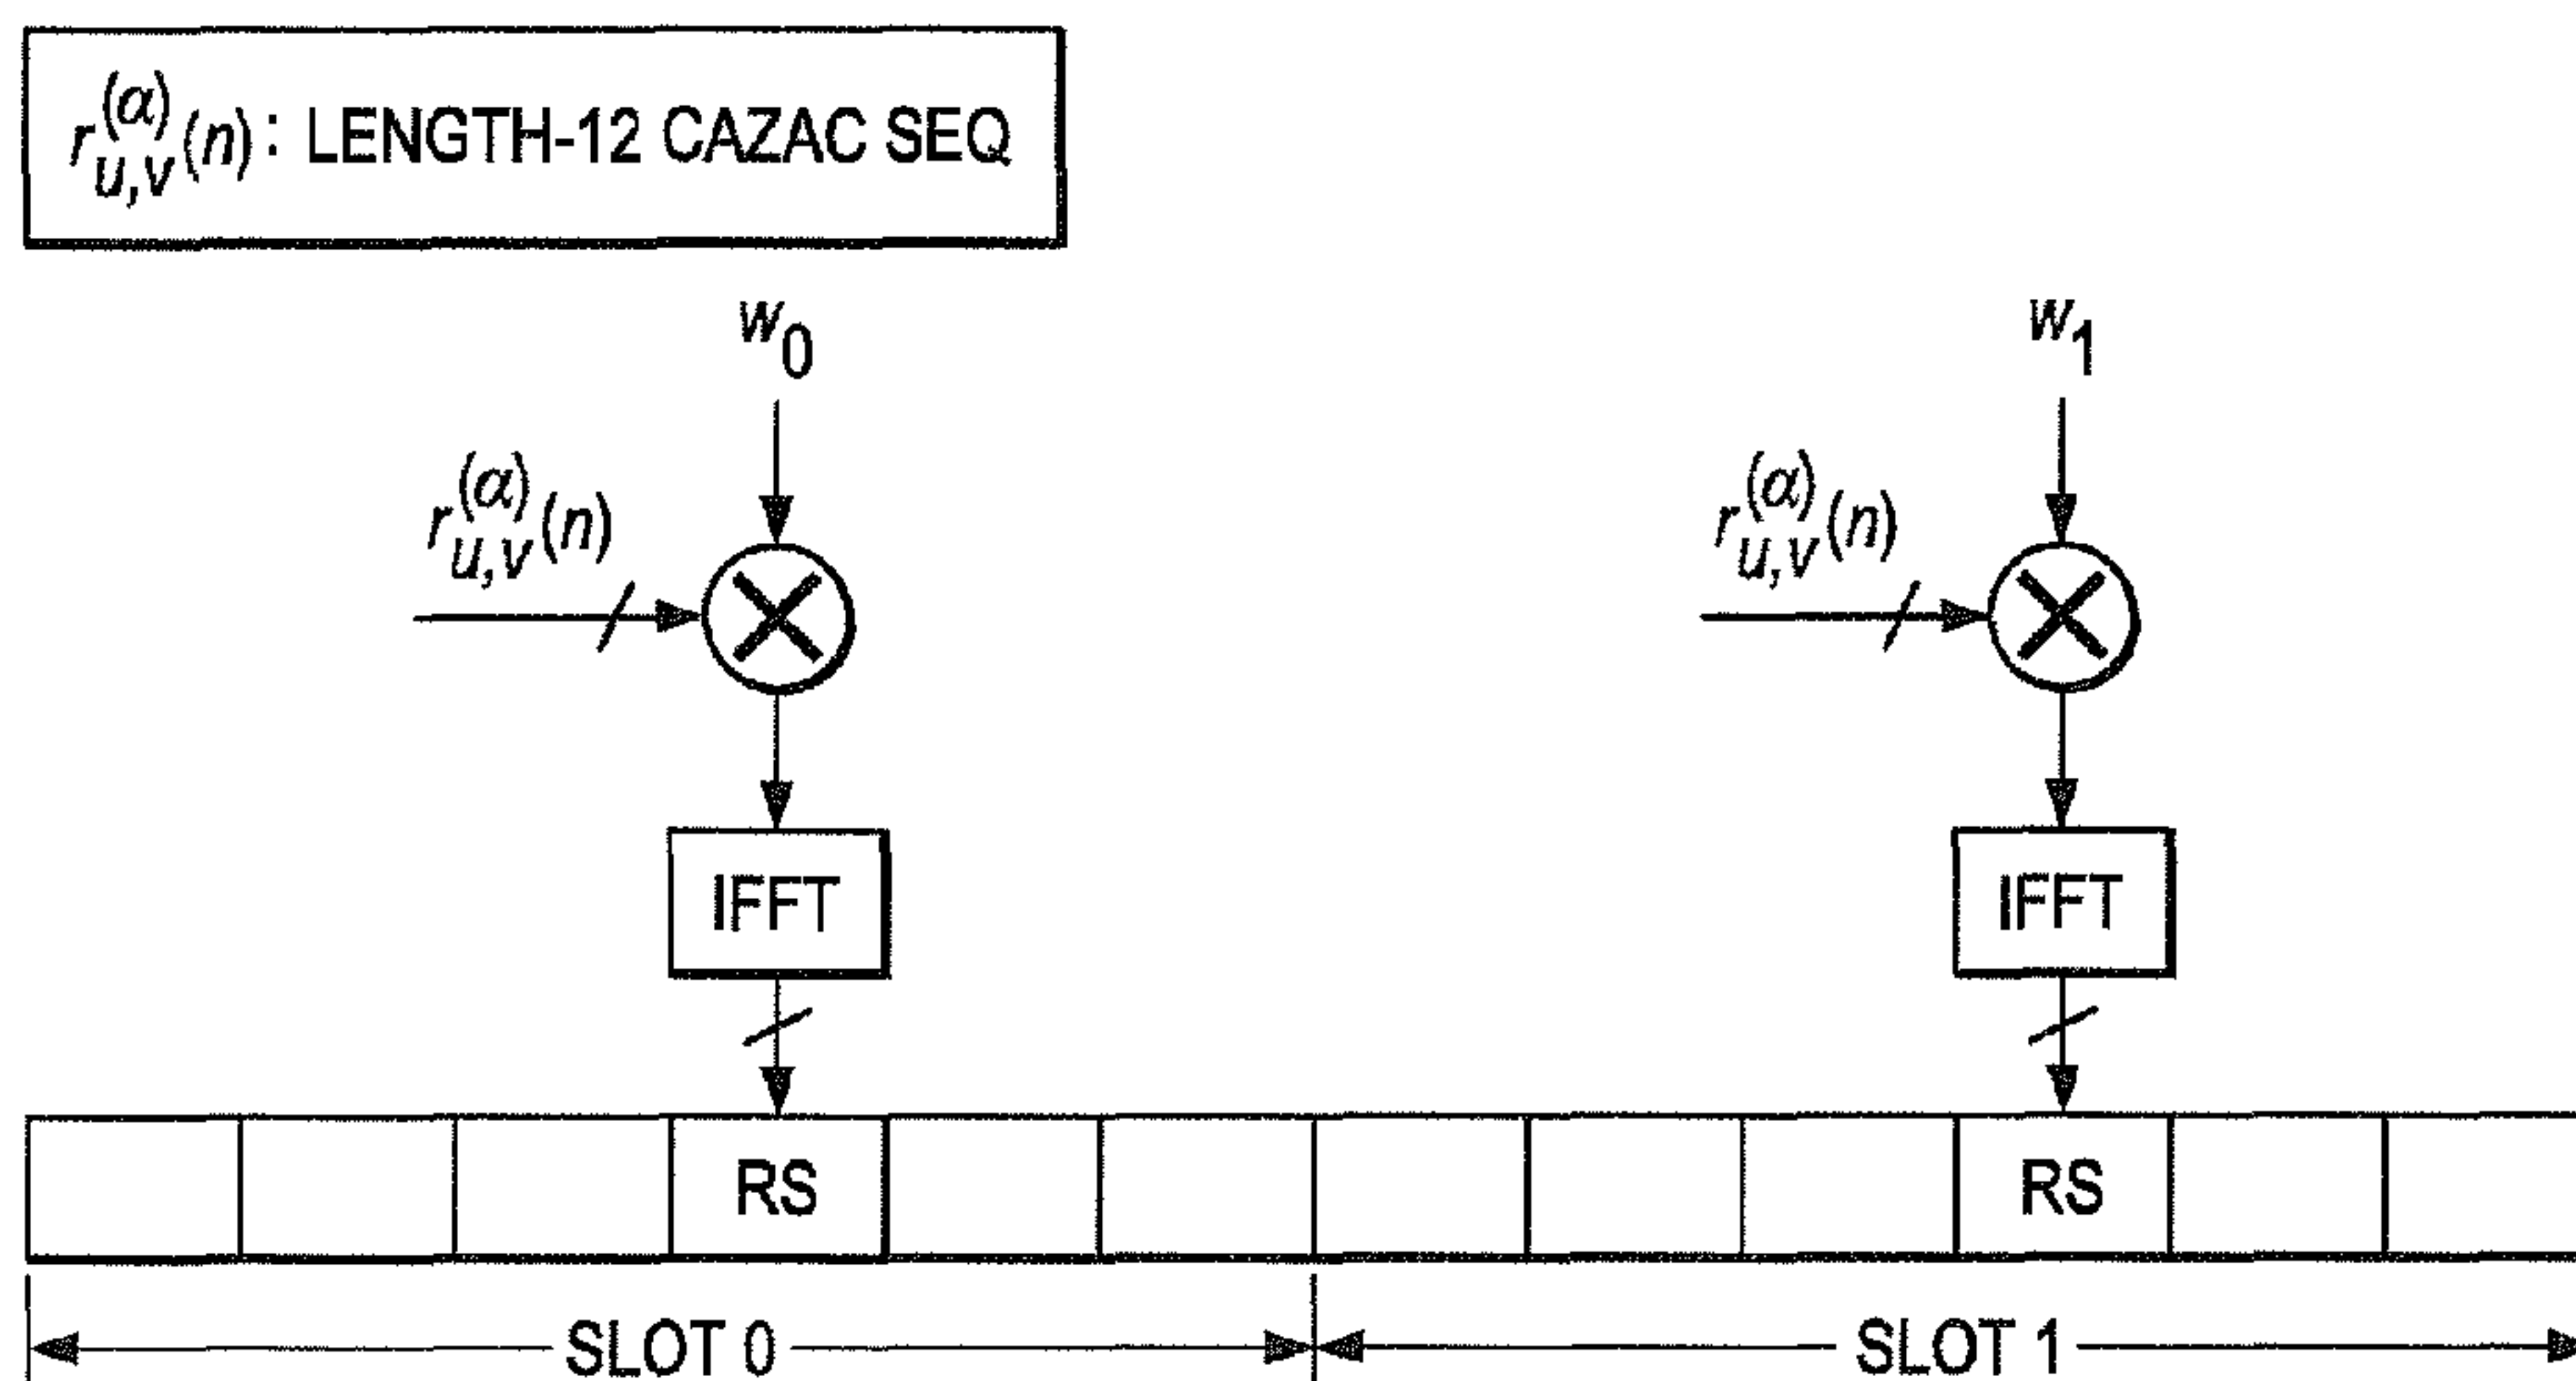 r_{u,v}^{(α)}(n): LENGTH-12 CAZAC SEQ
w_0 w_1
r_{u,v}^{(α)}(n) r_{u,v}^{(α)}(n)
IFFT IFFT
RS RS
SLOT 0 SLOT 1